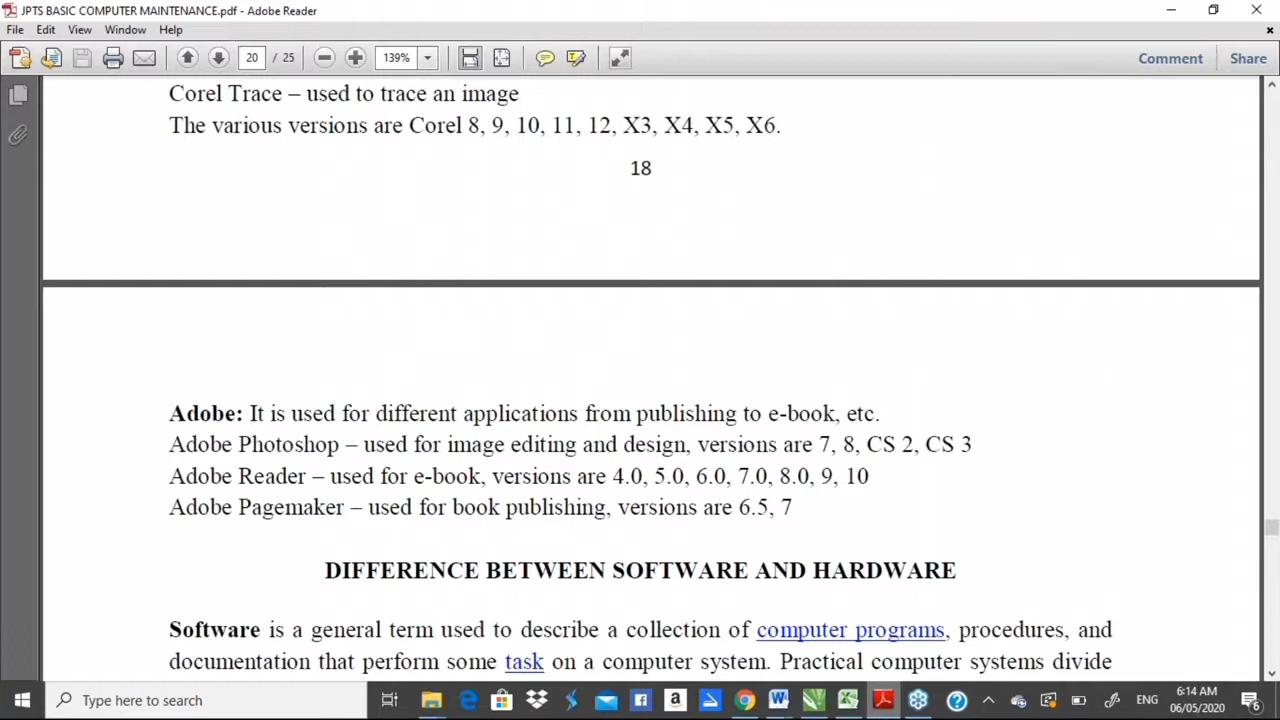 JPTS BASIC COMPUTER MAINTENANCE.pdf - Adobe Reader
File Edit View Window Help
20 / 25 139% Comment Share
Corel Trace – used to trace an image
The various versions are Corel 8, 9, 10, 11, 12, X3, X4, X5, X6.
18
Adobe: It is used for different applications from publishing to e-book, etc.
Adobe Photoshop – used for image editing and design, versions are 7, 8, CS 2, CS 3
Adobe Reader – used for e-book, versions are 4.0, 5.0, 6.0, 7.0, 8.0, 9, 10
Adobe Pagemaker – used for book publishing, versions are 6.5, 7
DIFFERENCE BETWEEN SOFTWARE AND HARDWARE
Software is a general term used to describe a collection of computer programs, procedures, and
documentation that perform some task on a computer system. Practical computer systems divide
Type here to search ENG 6:14 AM
06/05/2020 6